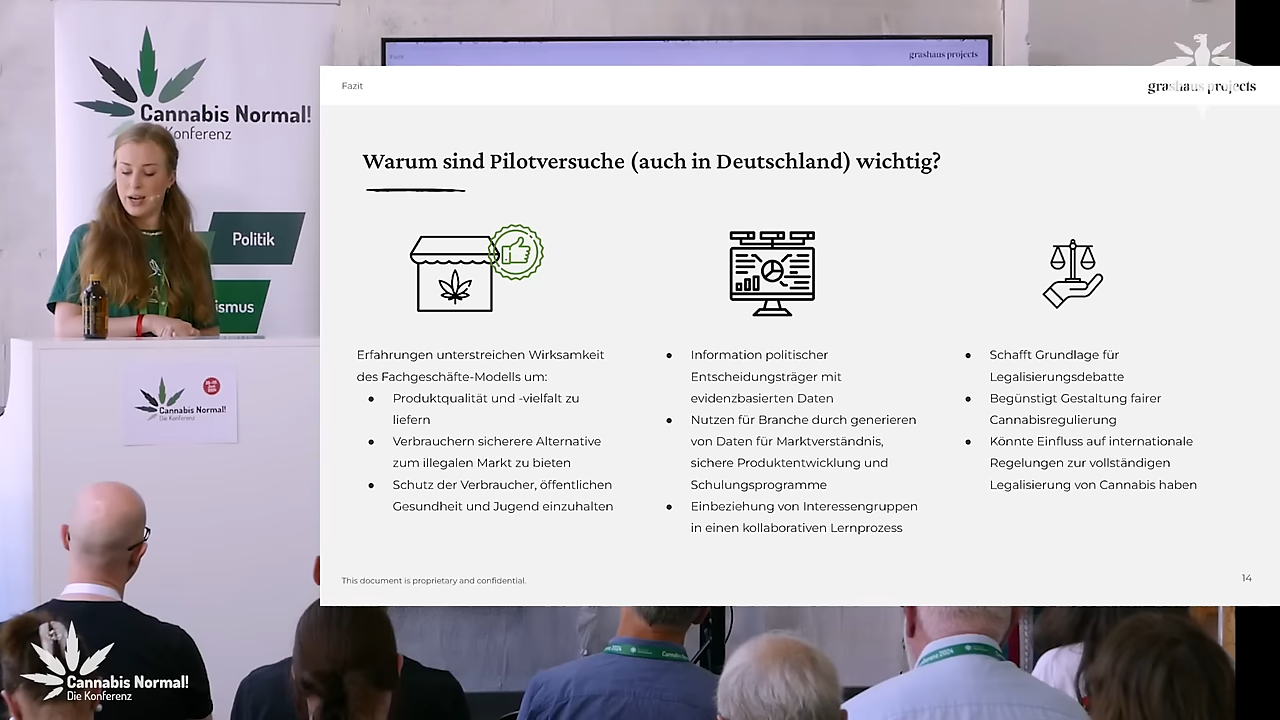 Cannabis Normal!
Die Konferenz
Politik
ismus
Cannabis Normal!
Die Konferenz
Fazit
grashaus projects
Fazit
grashaus projects
Warum sind Pilotversuche (auch in Deutschland) wichtig?
Erfahrungen unterstreichen Wirksamkeit
des Fachgeschäfte-Modells um:
● Produktqualität und -vielfalt zu
liefern
● Verbrauchern sicherere Alternative
zum illegalen Markt zu bieten
● Schutz der Verbraucher, öffentlichen
Gesundheit und Jugend einzuhalten
● Information politischer
Entscheidungsträger mit
evidenzbasierten Daten
● Nutzen für Branche durch generieren
von Daten für Marktverständnis,
sichere Produktentwicklung und
Schulungsprogramme
● Einbeziehung von Interessengruppen
in einen kollaborativen Lernprozess
● Schafft Grundlage für
Legalisierungsdebatte
● Begünstigt Gestaltung fairer
Cannabisregulierung
● Könnte Einfluss auf internationale
Regelungen zur vollständigen
Legalisierung von Cannabis haben
This document is proprietary and confidential.
14
Cannabis Normal!
Die Konferenz